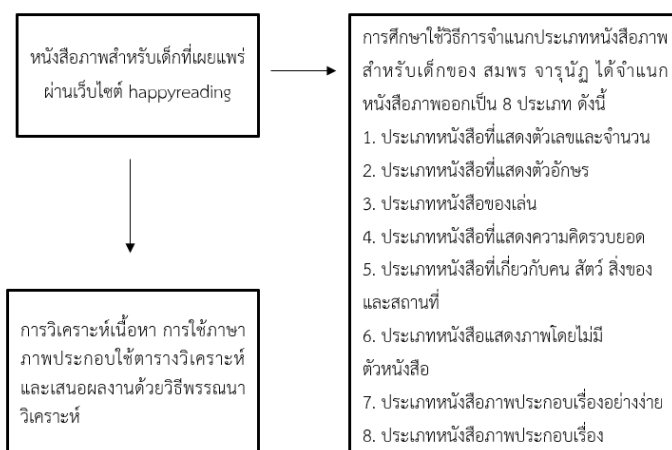 หนังสือภาพสำหรับเด็กที่เผยแพร่
ผ่านเว็บไซต์ happyreading
การศึกษาใช้วิธีการจำแนกประเภทหนังสือภาพ
สำหรับเด็กของ สมพร จารุนัฏ ได้จำแนก
หนังสือภาพออกเป็น 8 ประเภท ดังนี้
1. ประเภทหนังสือที่แสดงตัวเลขและจำนวน
2. ประเภทหนังสือที่แสดงตัวอักษร
3. ประเภทหนังสือของเล่น
4. ประเภทหนังสือที่แสดงความคิดรวบยอด
5. ประเภทหนังสือที่เกี่ยวกับคน สัตว์ สิ่งของ
และสถานที่
6. ประเภทหนังสือแสดงภาพโดยไม่มี
ตัวหนังสือ
7. ประเภทหนังสือภาพประกอบเรื่องอย่างง่าย
8. ประเภทหนังสือภาพประกอบเรื่อง
การวิเคราะห์เนื้อหา การใช้ภาษา
ภาพประกอบใช้ตารางวิเคราะห์
และเสนอผลงานด้วยวิธีพรรณนา
วิเคราะห์